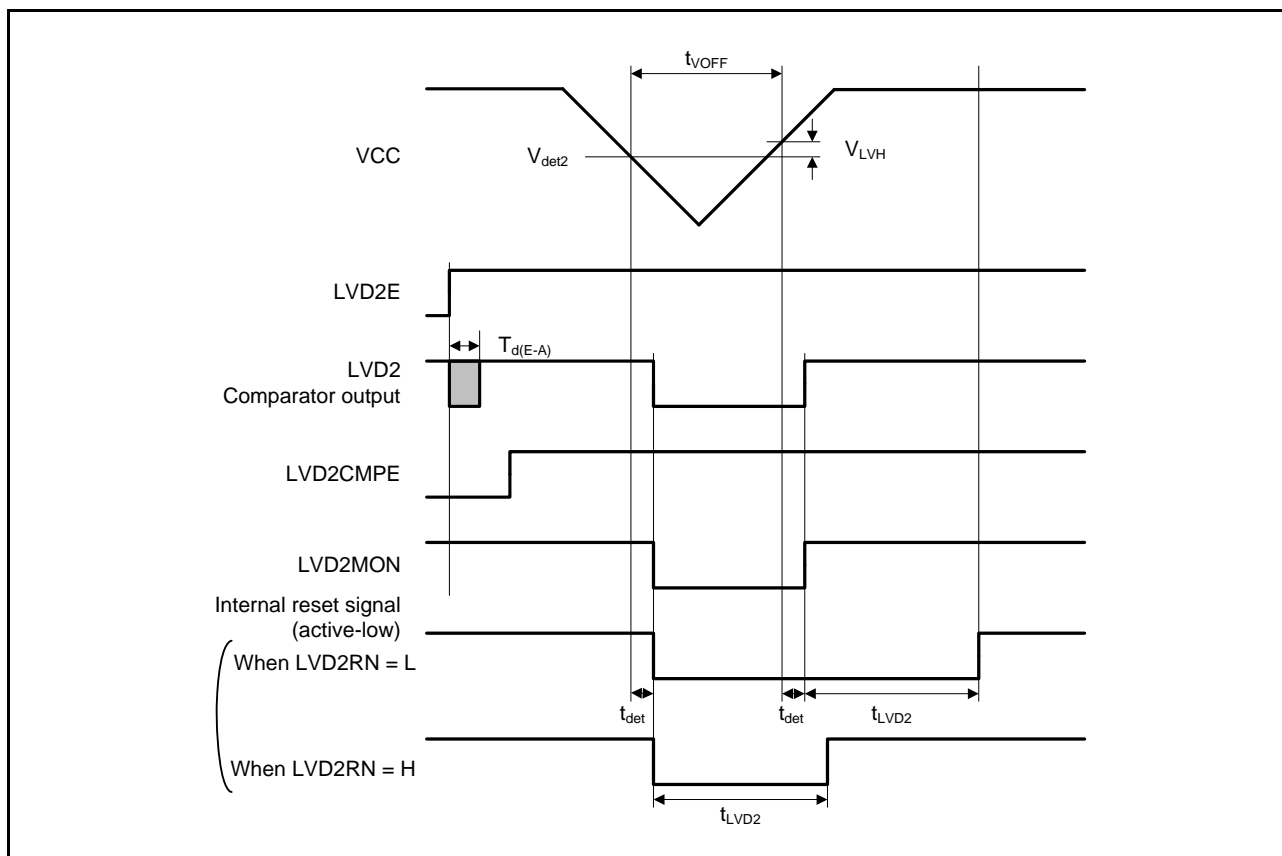 tVOFF
VCC
Vdet2
VLVH
LVD2E
Td(E-A)
LVD2
Comparator output
LVD2CMPE
LVD2MON
Internal reset signal
(active-low)
When LVD2RN = L
tdet
tdet
tLVD2
When LVD2RN = H
tLVD2